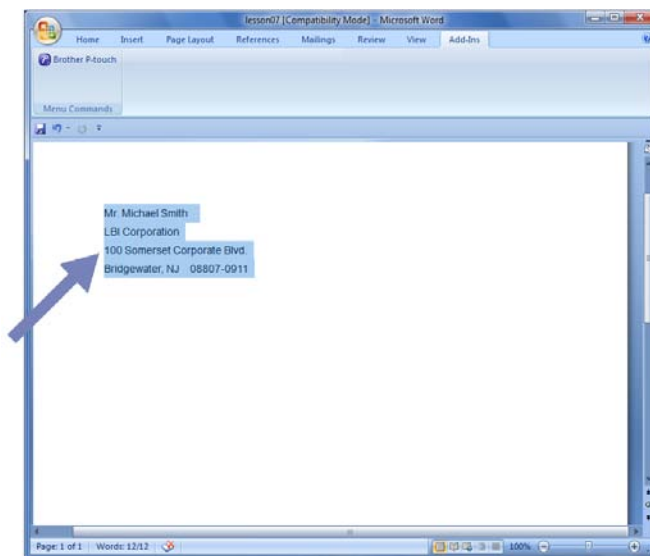 lesson07 [Compatibility Mode] - Microsoft Word
Home Insert Page Layout References Mailings Review View Add-Ins
Brother P-touch
Menu Commands
Mr. Michael Smith
LBI Corporation
100 Somerset Corporate Blvd.
Bridgewater, NJ 08807-0911
Page: 1 of 1 Words: 12/12 100%